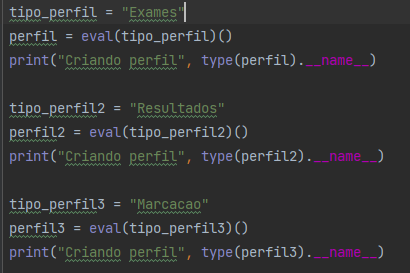 tipo_perfil = "Exames"
perfil = eval(tipo_perfil)()
print("Criando perfil", type(perfil).__name__)
tipo_perfil2 = "Resultados"
perfil2 = eval(tipo_perfil2)()
print("Criando perfil", type(perfil2).__name__)
tipo_perfil3 = "Marcacao"
perfil3 = eval(tipo_perfil3)()
print("Criando perfil", type(perfil3).__name__)